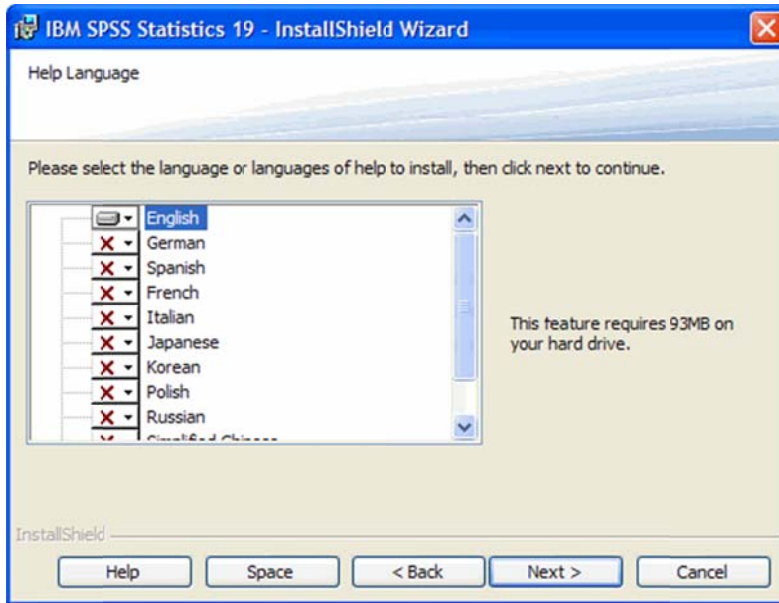 IBM SPSS Statistics 19 - InstallShield Wizard
Help Language
Please select the language or languages of help to install, then click next to continue.
English
German
Spanish
French
Italian
Japanese
Korean
Polish
Russian
Simplified Chinese
This feature requires 93MB on
your hard drive.
InstallShield
Help
Space
< Back
Next >
Cancel